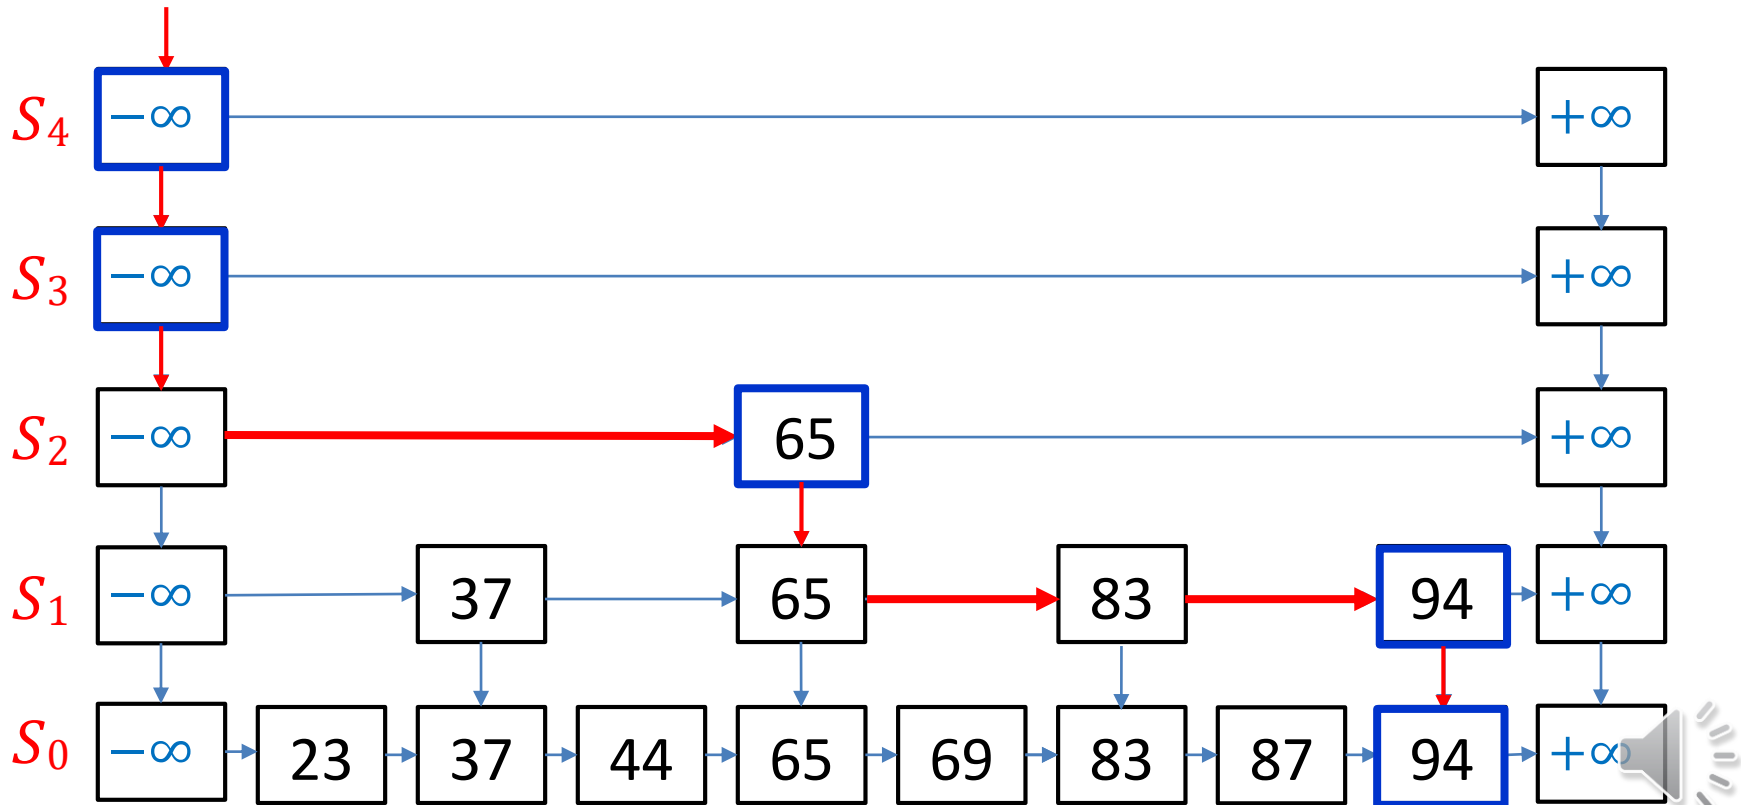 S₄ −∞ +∞
S₃ −∞ +∞
S₂ −∞ 65 +∞
S₁ −∞ 37 65 83 94 +∞
S₀ −∞ 23 37 44 65 69 83 87 94 +∞